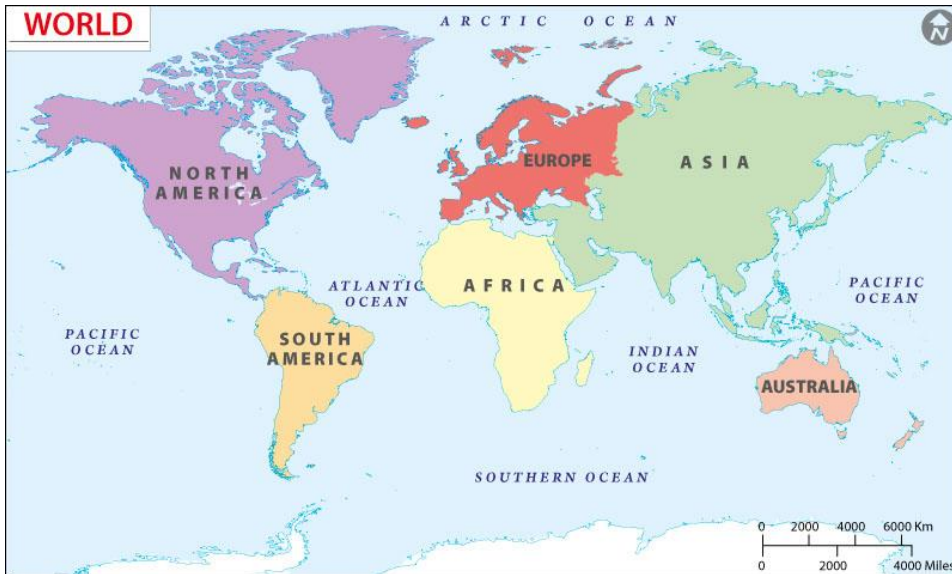 WORLD
ARCTIC OCEAN
N
NORTH
AMERICA
EUROPE
ASIA
ATLANTIC
OCEAN
AFRICA
PACIFIC
OCEAN
PACIFIC
OCEAN
SOUTH
AMERICA
INDIAN
OCEAN
AUSTRALIA
SOUTHERN OCEAN
0 2000 4000 6000 Km
0 2000 4000 Miles